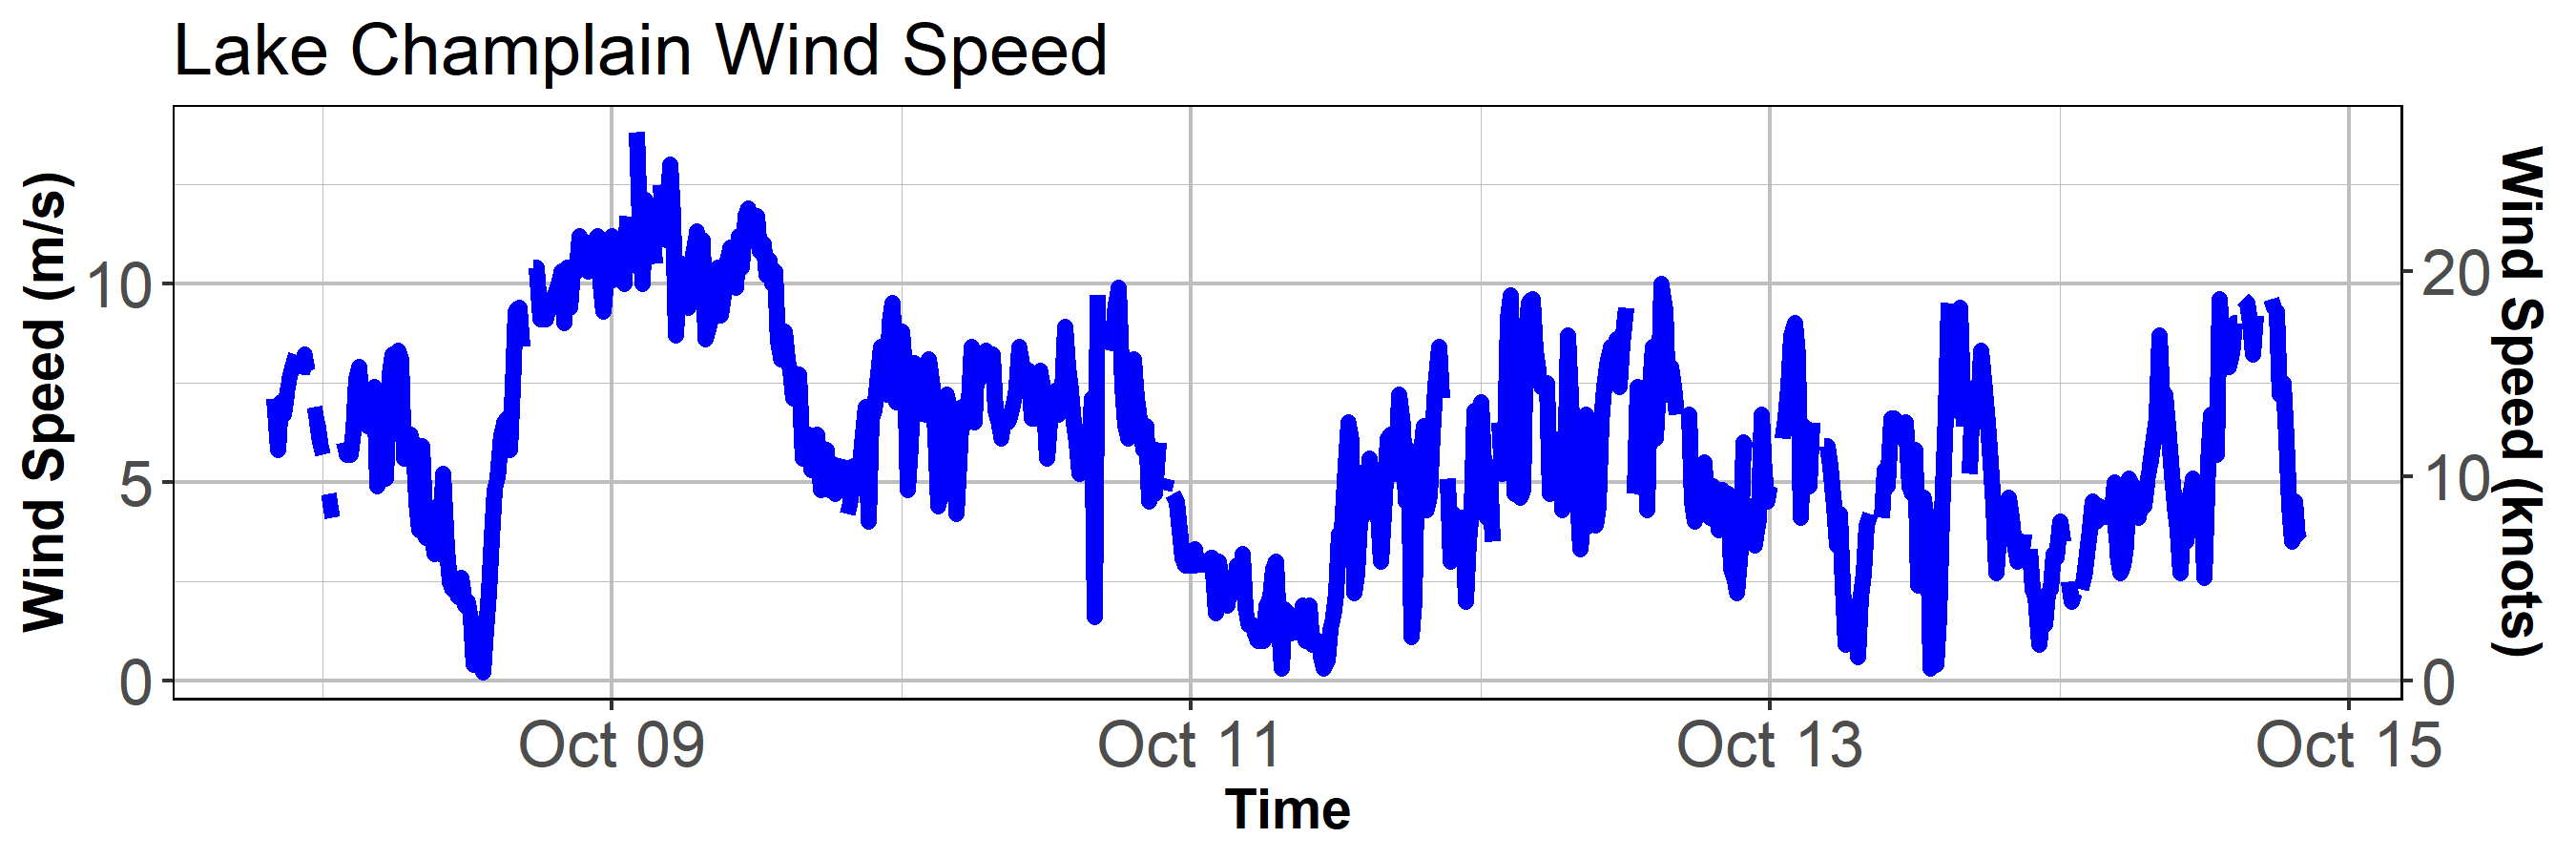 Lake Champlain Wind Speed
Wind Speed (m/s)
10
5
0
20
10
0
Wind Speed (knots)
Oct 09
Oct 11
Oct 13
Oct 15
Time